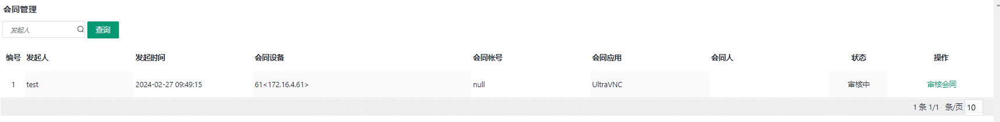 会同管理
发起人 查询
编号 发起人 发起时间 会同设备 会同帐号 会同应用 会同人 状态 操作
1 test 2024-02-27 09:49:15 61<172.16.4.61> null UltraVNC 审核中 审核会同
1 条 1/1 条/页 10